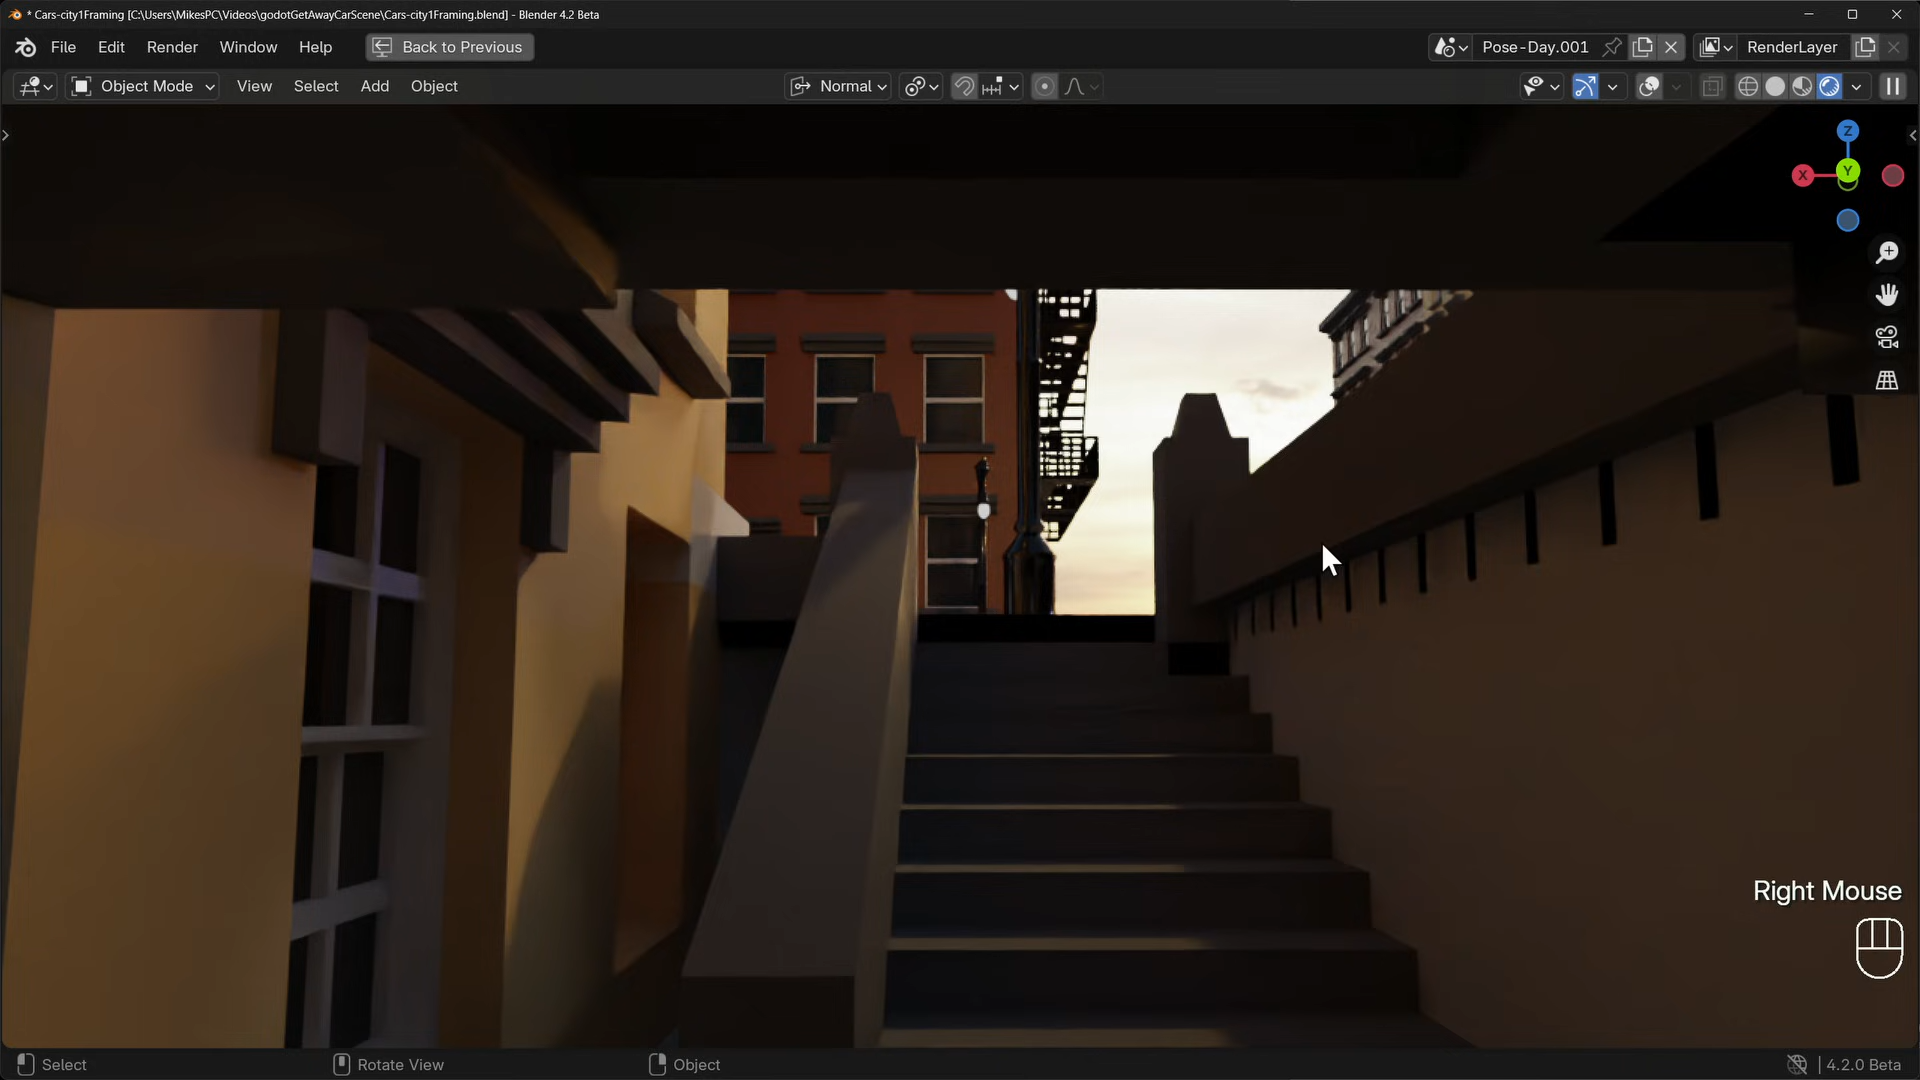 * Cars-city1Framing [C:\Users\MikesPC\Videos\godotGetAwayCarScene\Cars-city1Framing.blend] - Blender 4.2 Beta
File Edit Render Window Help Back to Previous Pose-Day.001 RenderLayer
Object Mode View Select Add Object Normal
Z
X Y
Right Mouse
Select Rotate View Object 4.2.0 Beta